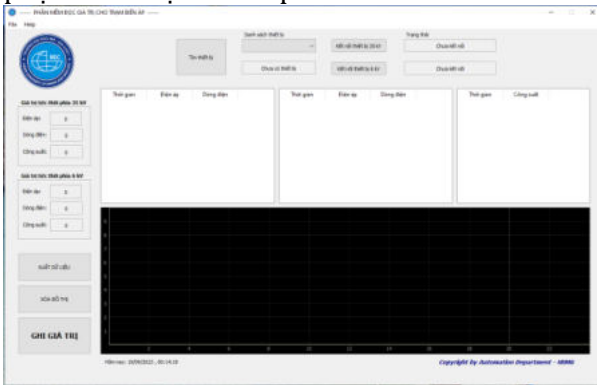 PHẦN MỀM ĐỌC GIÁ TRỊ CHO TRẠM BIẾN ÁP
File Help
Danh sách thiết bị
Trạng thái
Tìm thiết bị
Kết nối thiết bị 35 kV
Chưa kết nối
Chưa có thiết bị
Kết nối thiết bị 6 kV
Chưa kết nối
Thời gian Điện áp Dòng điện
Thời gian Điện áp Dòng điện
Thời gian Công suất
Giá trị tức thời phía 35 kV
Điện áp: 0
Dòng điện: 0
Công suất: 0
Giá trị tức thời phía 6 kV
Điện áp: 0
Dòng điện: 0
Công suất: 0
XUẤT DỮ LIỆU
XÓA ĐỒ THỊ
GHI GIÁ TRỊ
Hôm nay:
Copyright by Automation Department - HUMG